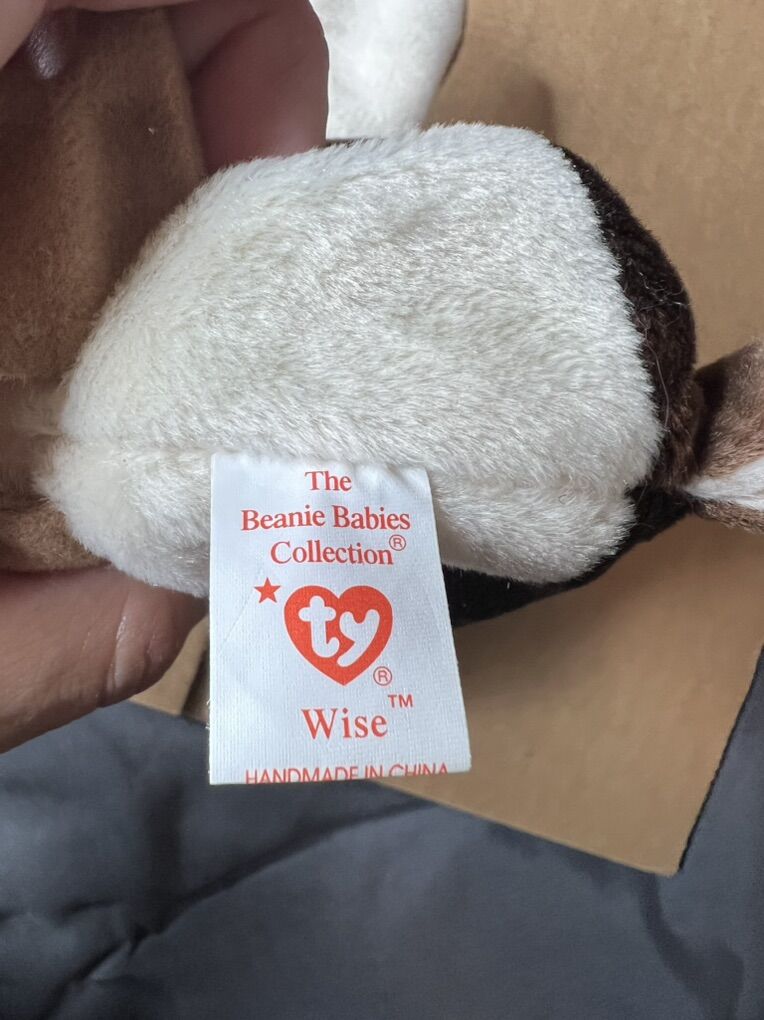 The
Beanie Babies
Collection®
ty®
Wise™
HANDMADE IN CHINA